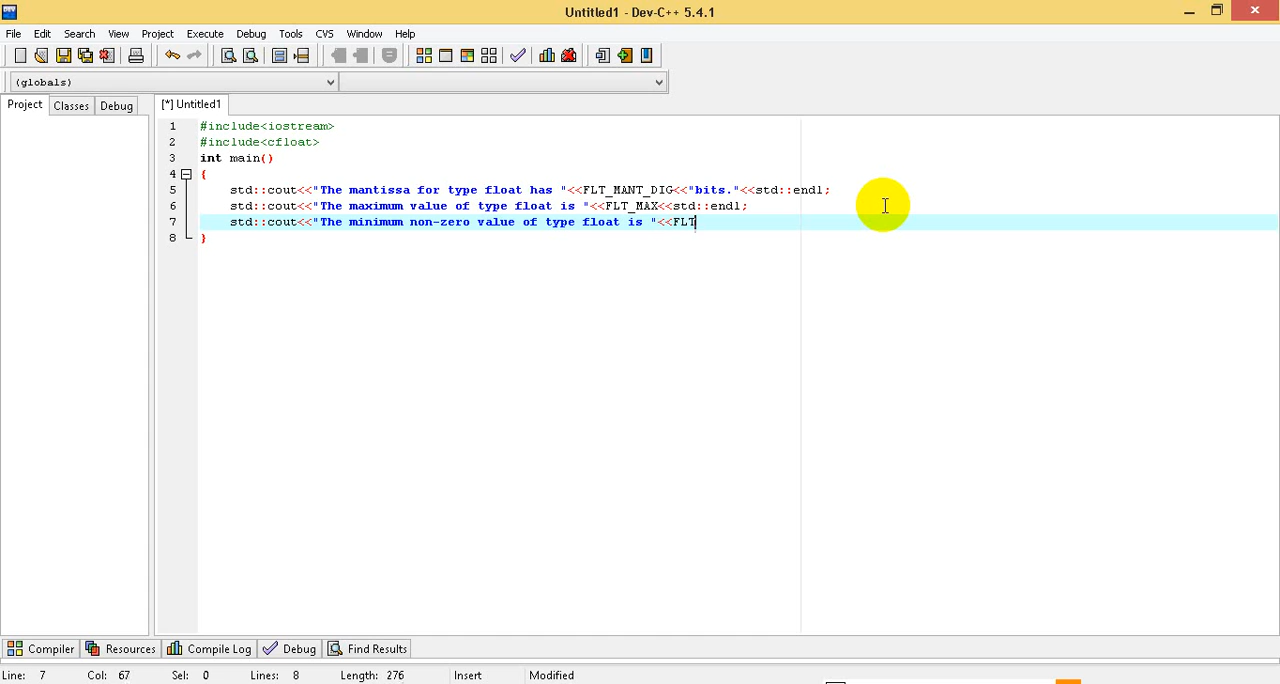 Untitled1 - Dev-C++ 5.4.1
File Edit Search View Project Execute Debug Tools CVS Window Help
(globals)
Project Classes Debug [*] Untitled1
1 #include<iostream>
2 #include<cfloat>
3 int main()
4 {
5 std::cout<<"The mantissa for type float has "<<FLT_MANT_DIG<<"bits."<<std::endl;
6 std::cout<<"The maximum value of type float is "<<FLT_MAX<<std::endl;
7 std::cout<<"The minimum non-zero value of type float is "<<FLT
8 }
Compiler Resources Compile Log Debug Find Results
Line: 7 Col: 67 Sel: 0 Lines: 8 Length: 276 Insert Modified